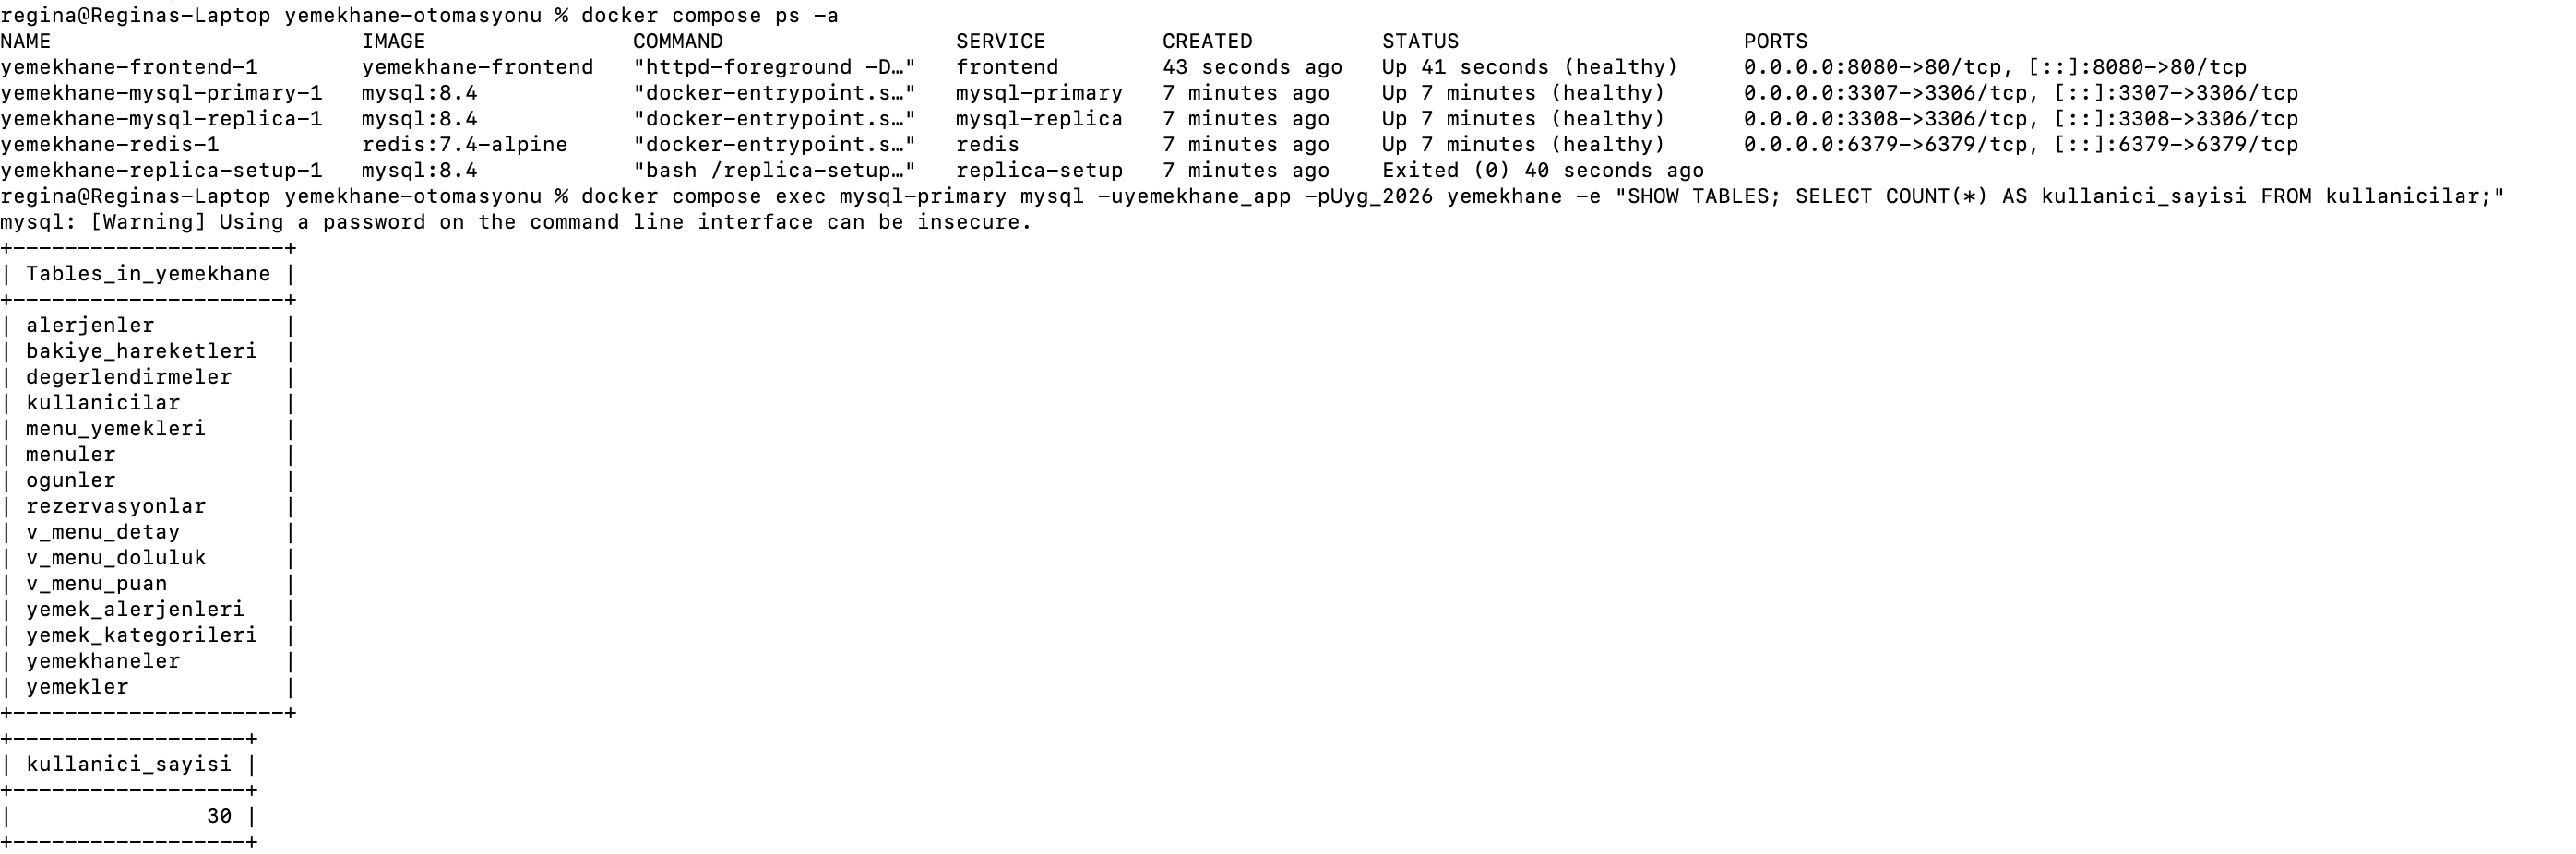 regina@Reginas-Laptop yemekhane-otomasyonu % docker compose ps -a
NAME                        IMAGE                COMMAND                  SERVICE         CREATED          STATUS                      PORTS
yemekhane-frontend-1        yemekhane-frontend   "httpd-foreground -D…"   frontend        43 seconds ago   Up 41 seconds (healthy)     0.0.0.0:8080->80/tcp, [::]:8080->80/tcp
yemekhane-mysql-primary-1   mysql:8.4            "docker-entrypoint.s…"   mysql-primary   7 minutes ago    Up 7 minutes (healthy)      0.0.0.0:3307->3306/tcp, [::]:3307->3306/tcp
yemekhane-mysql-replica-1   mysql:8.4            "docker-entrypoint.s…"   mysql-replica   7 minutes ago    Up 7 minutes (healthy)      0.0.0.0:3308->3306/tcp, [::]:3308->3306/tcp
yemekhane-redis-1           redis:7.4-alpine     "docker-entrypoint.s…"   redis           7 minutes ago    Up 7 minutes (healthy)      0.0.0.0:6379->6379/tcp, [::]:6379->6379/tcp
yemekhane-replica-setup-1   mysql:8.4            "bash /replica-setup…"   replica-setup   7 minutes ago    Exited (0) 40 seconds ago
regina@Reginas-Laptop yemekhane-otomasyonu % docker compose exec mysql-primary mysql -uyemekhane_app -pUyg_2026 yemekhane -e "SHOW TABLES; SELECT COUNT(*) AS kullanici_sayisi FROM kullanicilar;"
mysql: [Warning] Using a password on the command line interface can be insecure.
+---------------------+
| Tables_in_yemekhane |
+---------------------+
| alerjenler          |
| bakiye_hareketleri  |
| degerlendirmeler    |
| kullanicilar        |
| menu_yemekleri      |
| menuler             |
| ogunler             |
| rezervasyonlar      |
| v_menu_detay        |
| v_menu_doluluk      |
| v_menu_puan         |
| yemek_alerjenleri   |
| yemek_kategorileri  |
| yemekhaneler        |
| yemekler            |
+---------------------+
+------------------+
| kullanici_sayisi |
+------------------+
|               30 |
+------------------+